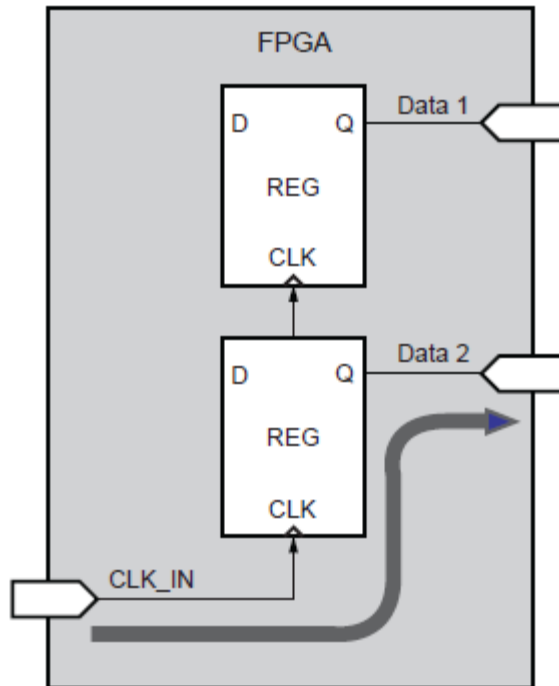 FPGA
Data 1
D Q
REG
CLK
Data 2
D Q
REG
CLK
CLK_IN